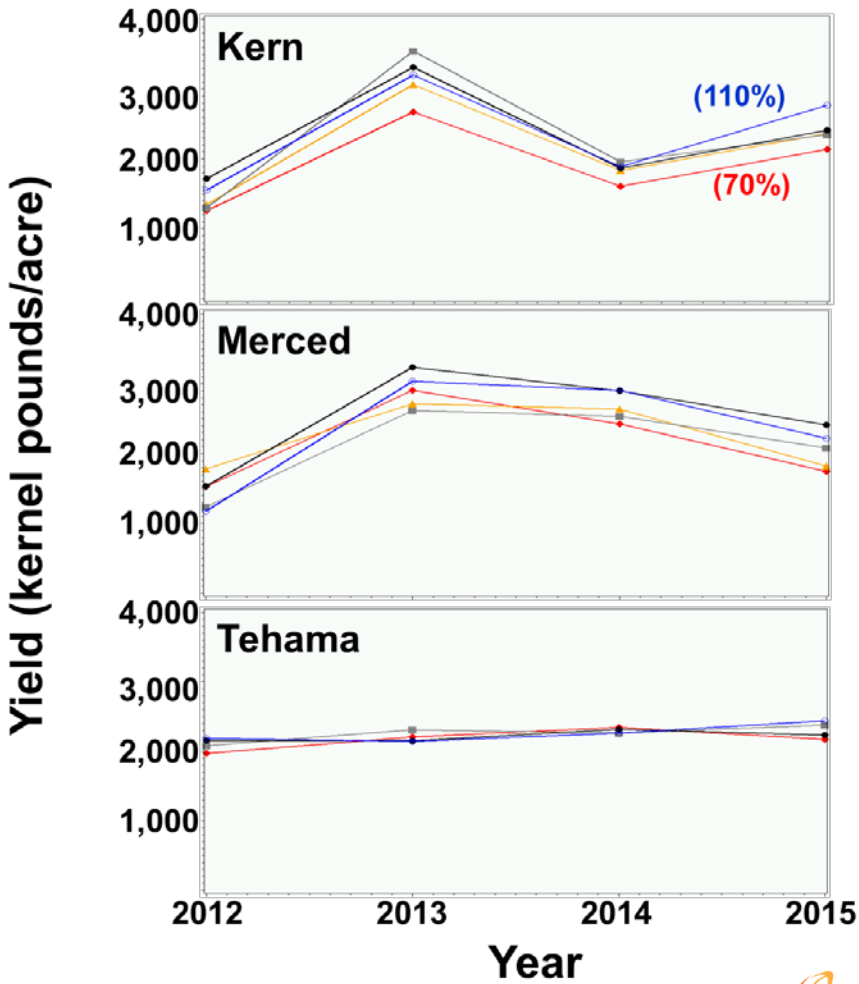 Yield (kernel pounds/acre)
4,000
Kern
3,000
(110%)
2,000
(70%)
1,000
4,000
Merced
3,000
2,000
1,000
4,000
Tehama
3,000
2,000
1,000
2012 2013 2014 2015
Year